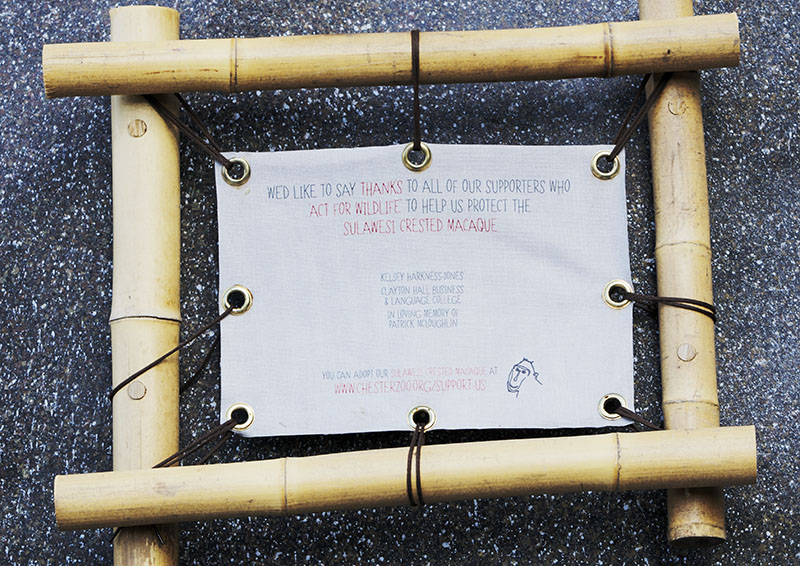 WE'D LIKE TO SAY THANKS TO ALL OF OUR SUPPORTERS WHO
'ACT FOR WILDLIFE' TO HELP US PROTECT THE
SULAWESI CRESTED MACAQUE
KELSEY HARKNESS-JONES
CLAYTON HALL BUSINESS
& LANGUAGE COLLEGE
IN LOVING MEMORY OF
PATRICK MCLOUGHLIN
YOU CAN ADOPT OUR SULAWESI CRESTED MACAQUE AT
WWW.CHESTERZOO.ORG/SUPPORT-US